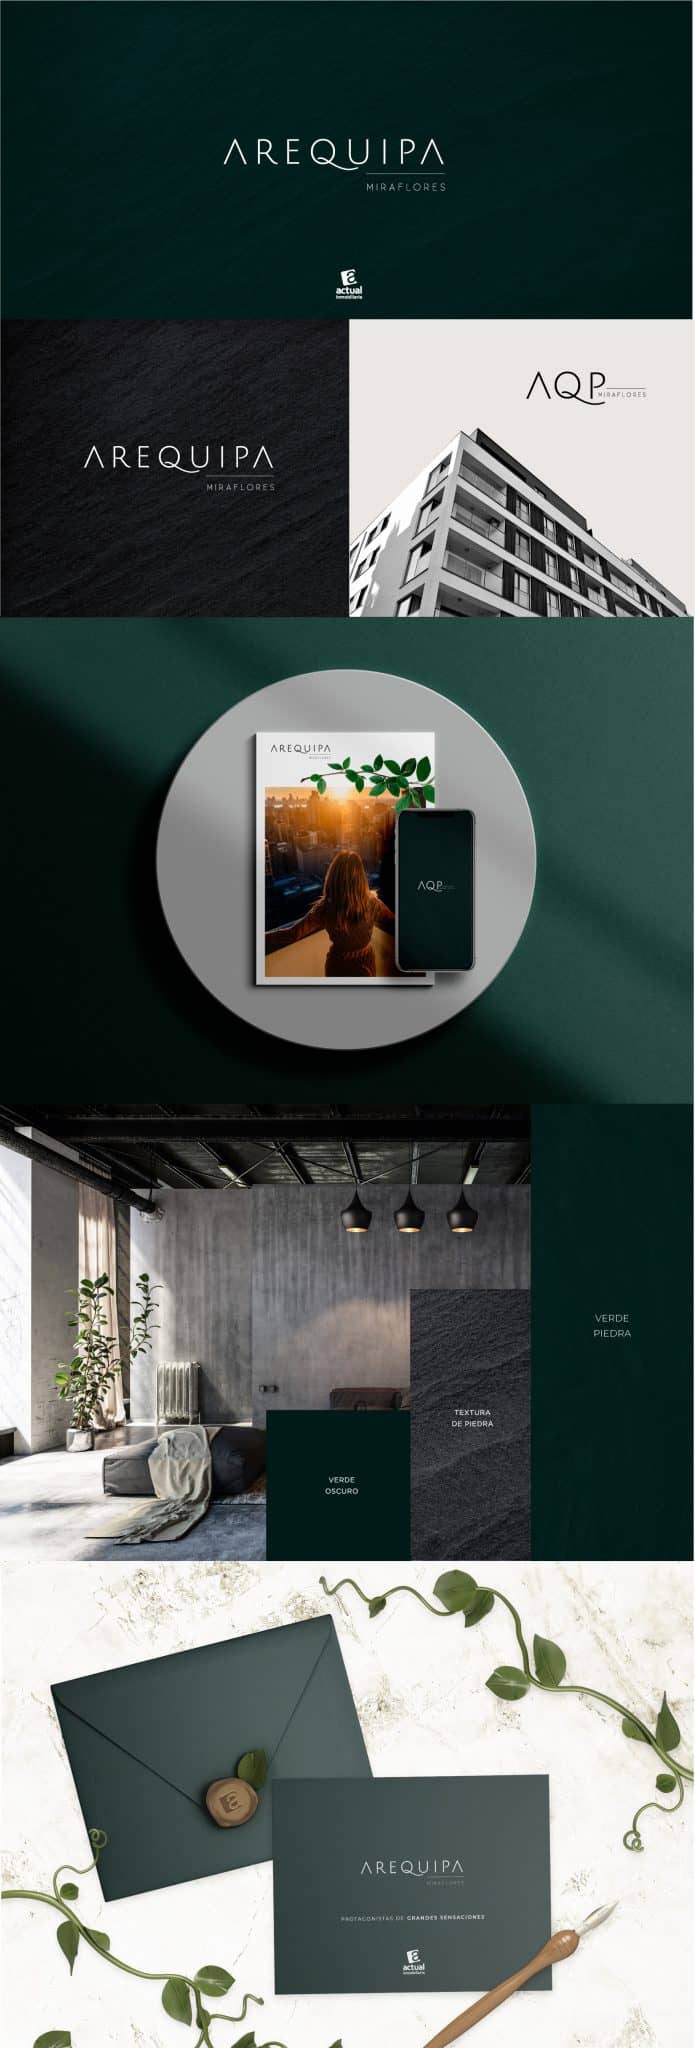 AREQUIPA
MIRAFLORES
a
actual
inmobiliaria
AREQUIPA
MIRAFLORES
AQP
MIRAFLORES
AREQUIPA
MIRAFLORES
AQP
VERDE
PIEDRA
TEXTURA
DE PIEDRA
VERDE
OSCURO
a
AREQUIPA
MIRAFLORES
PROTAGONISTAS DE GRANDES SENSACIONES
a
actual
inmobiliaria